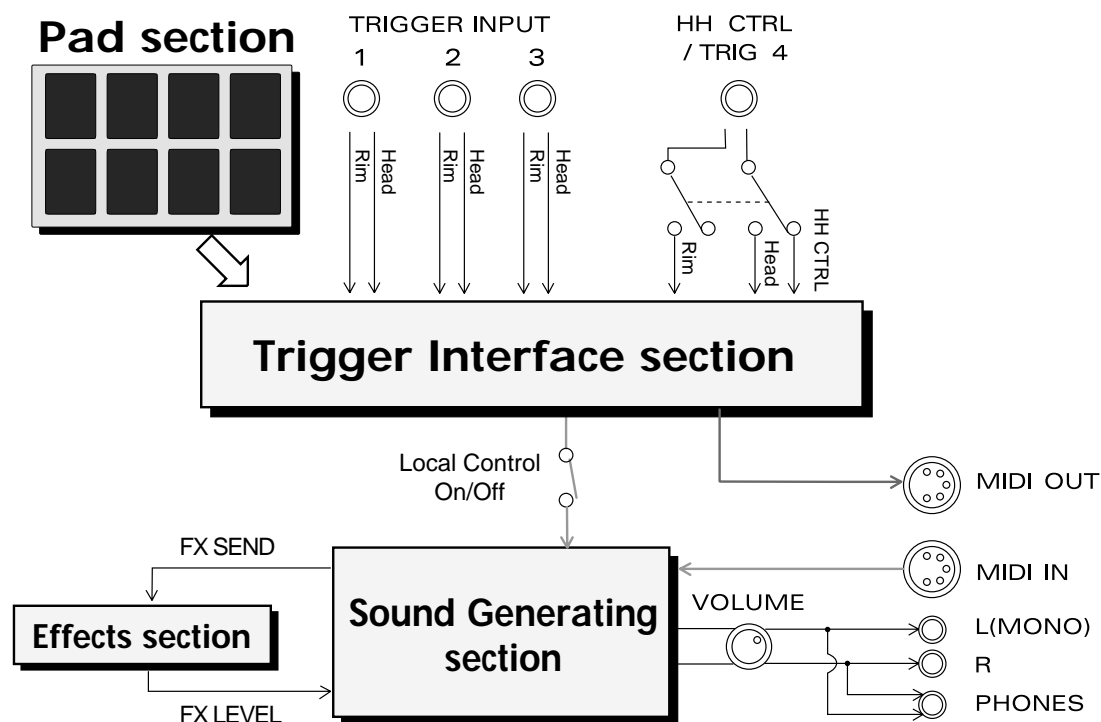 Pad section
TRIGGER INPUT
1 2 3
HH CTRL
/ TRIG 4
Rim Head Rim Head Rim Head Rim Head HH CTRL
Trigger Interface section
Local Control
On/Off
MIDI OUT
FX SEND
MIDI IN
Sound Generating
section
VOLUME
Effects section
L(MONO)
R
PHONES
FX LEVEL